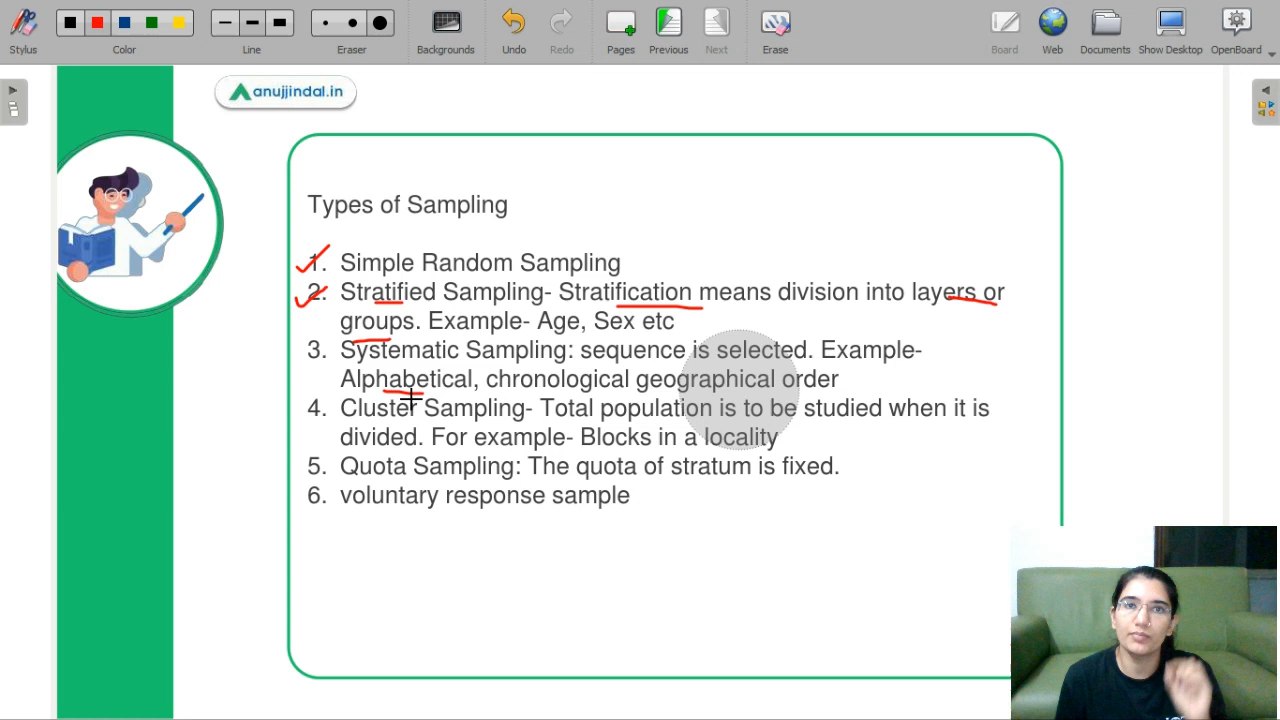 Stylus
Color
Line
Eraser
Backgrounds
Undo
Redo
Pages
Previous
Next
Erase
Board
Web
Documents
Show Desktop
OpenBoard
anujjindal.in
Types of Sampling
1. Simple Random Sampling
2. Stratified Sampling- Stratification means division into layers or
groups. Example- Age, Sex etc
3. Systematic Sampling: sequence is selected. Example-
Alphabetical, chronological geographical order
4. Cluster Sampling- Total population is to be studied when it is
divided. For example- Blocks in a locality
5. Quota Sampling: The quota of stratum is fixed.
6. voluntary response sample